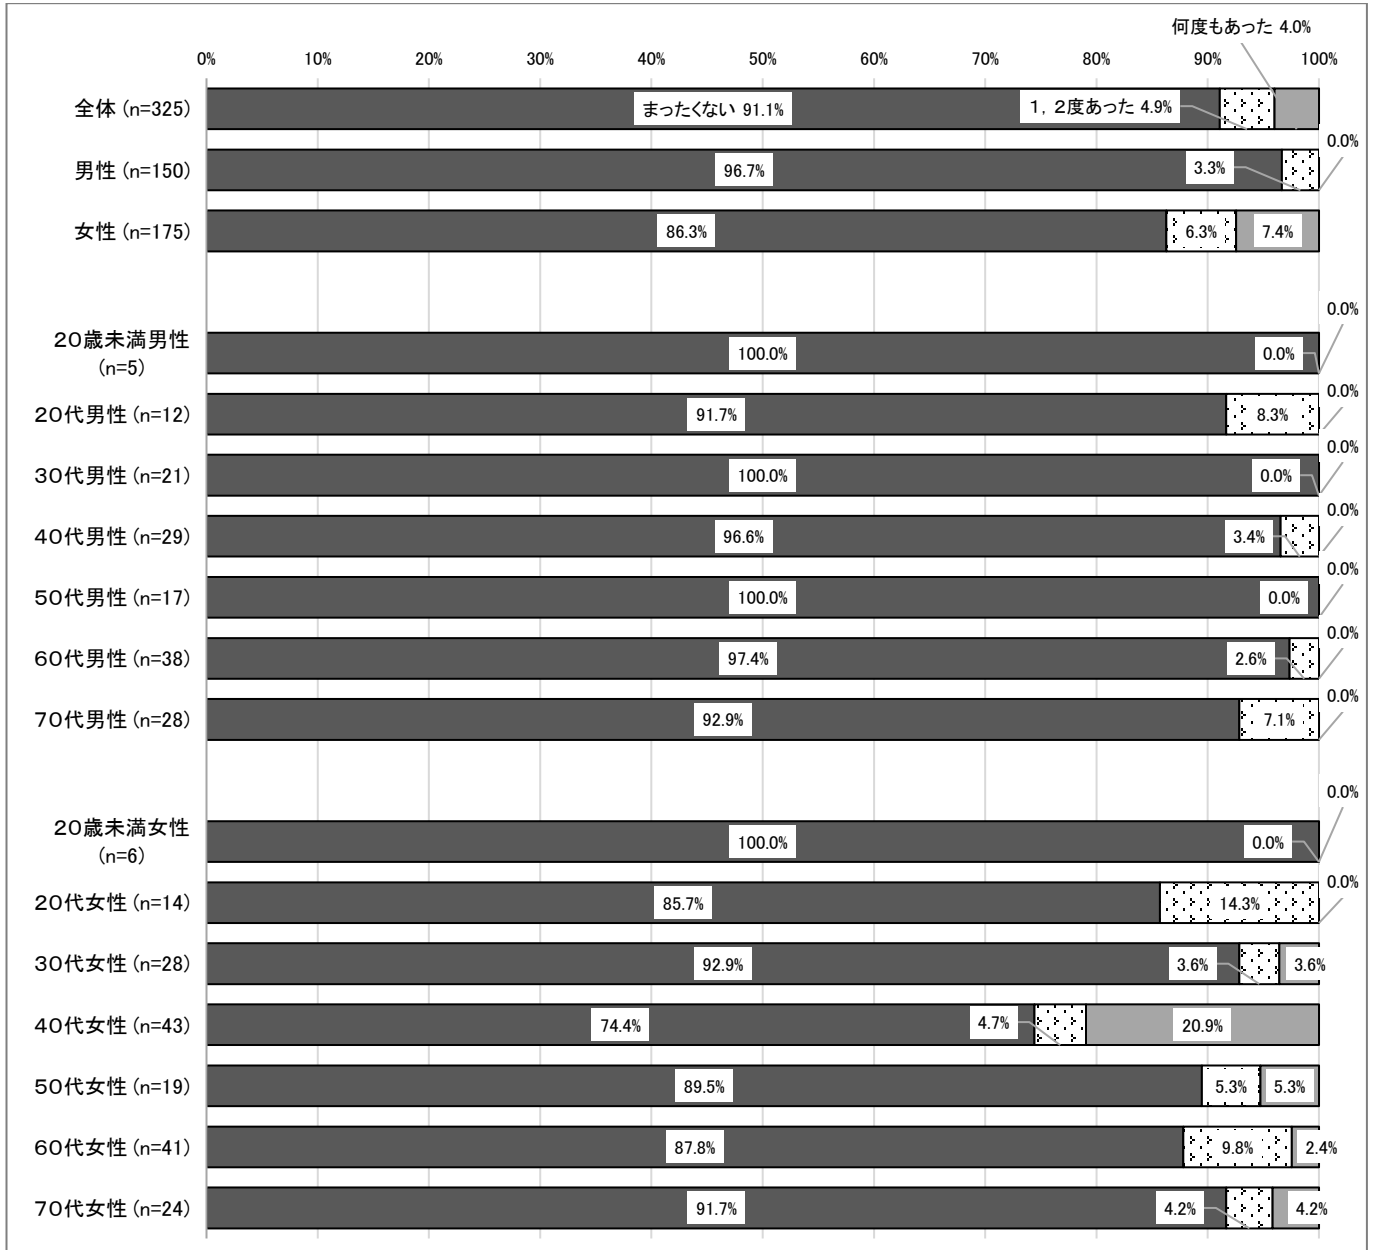 何度もあった 4.0%
0% 10% 20% 30% 40% 50% 60% 70% 80% 90% 100%
全体 (n=325) まったくない 91.1% １，２度あった 4.9%
0.0%
男性 (n=150) 96.7% 3.3%
女性 (n=175) 86.3% 6.3% 7.4%
0.0%
２０歳未満男性
(n=5)
100.0% 0.0%
0.0%
２０代男性 (n=12) 91.7% 8.3%
0.0%
３０代男性 (n=21) 100.0% 0.0%
0.0%
４０代男性 (n=29) 96.6% 3.4%
0.0%
５０代男性 (n=17) 100.0% 0.0%
0.0%
６０代男性 (n=38) 97.4% 2.6%
0.0%
７０代男性 (n=28) 92.9% 7.1%
0.0%
２０歳未満女性
(n=6)
100.0% 0.0%
0.0%
２０代女性 (n=14) 85.7% 14.3%
３０代女性 (n=28) 92.9% 3.6% 3.6%
４０代女性 (n=43) 74.4% 4.7% 20.9%
５０代女性 (n=19) 89.5% 5.3% 5.3%
６０代女性 (n=41) 87.8% 9.8% 2.4%
７０代女性 (n=24) 91.7% 4.2% 4.2%